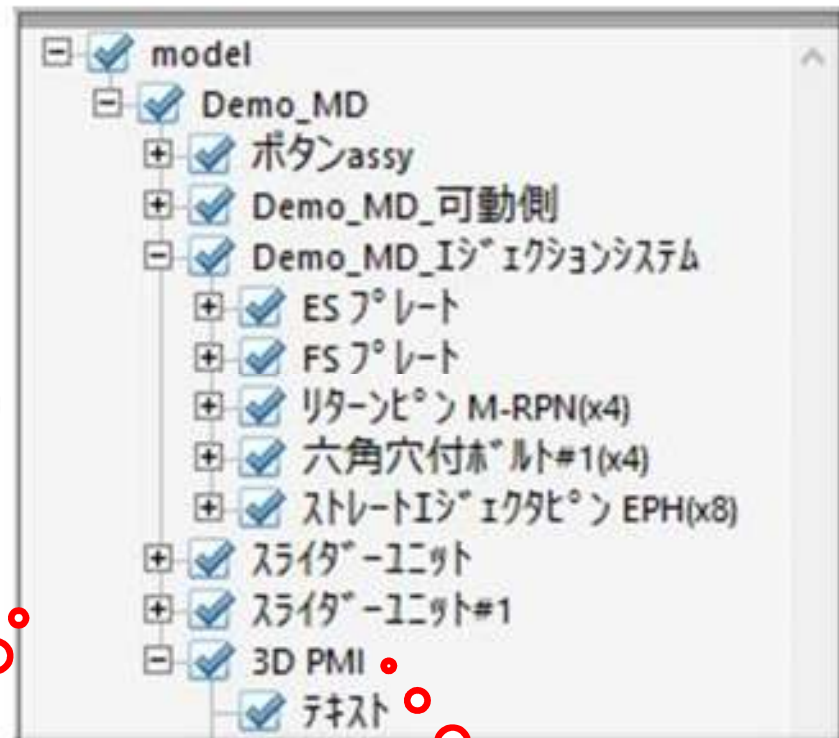 model
Demo_MD
ボタンassy
Demo_MD_可動側
Demo_MD_ｴｼﾞｪｸｼｮﾝｼｽﾃﾑ
ES ﾌﾟﾚｰﾄ
FS ﾌﾟﾚｰﾄ
ﾘﾀｰﾝﾋﾟﾝ M-RPN(x4)
六角穴付ﾎﾞﾙﾄ#1(x4)
ｽﾄﾚｰﾄｴｼﾞｪｸﾀﾋﾟﾝ EPH(x8)
ｽﾗｲﾀﾞｰﾕﾆｯﾄ
ｽﾗｲﾀﾞｰﾕﾆｯﾄ#1
3D PMI
ﾃｷｽﾄ